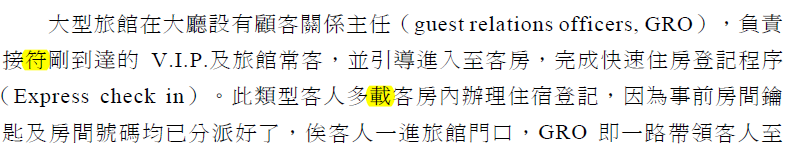 大型旅館在大廳設有顧客關係主任（guest relations officers, GRO），負責
接符剛到達的 V.I.P.及旅館常客，並引導進入至客房，完成快速住房登記程序
（Express check in）。此類型客人多載客房內辦理住宿登記，因為事前房間鑰
匙及房間號碼均已分派好了，俟客人一進旅館門口，GRO 即一路帶領客人至